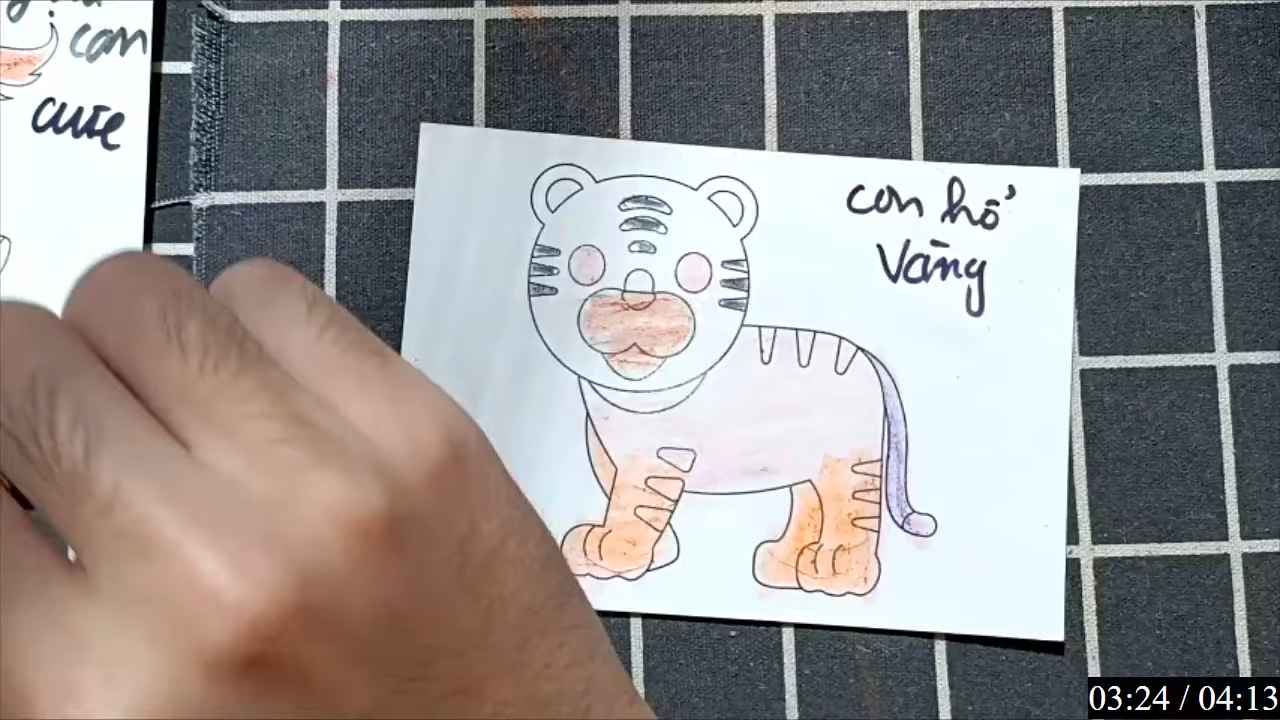 con
cute
con hổ
vàng
03:24 / 04:13